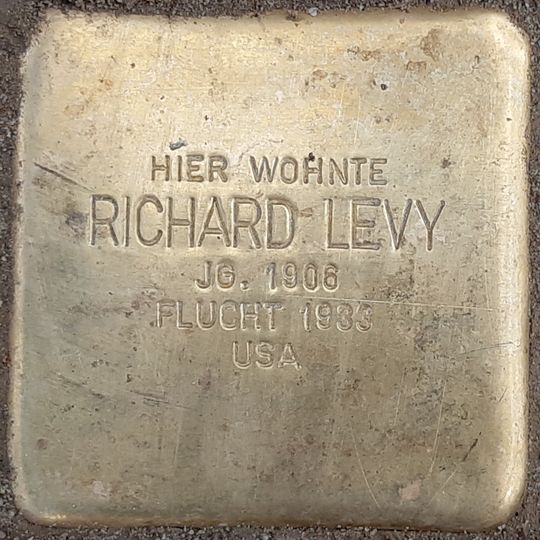 HIER WOHNTE
RICHARD LEVY
JG. 1906
FLUCHT 1933
USA